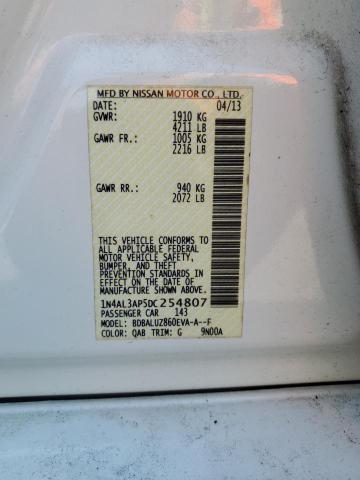 MFD BY NISSAN MOTOR CO., LTD.
DATE: 04/13
GVWR: 1910 KG
4211 LB
GAWR FR: 1005 KG
2216 LB
GAWR RR: 940 KG
2072 LB
THIS VEHICLE CONFORMS TO
ALL APPLICABLE FEDERAL
MOTOR VEHICLE SAFETY,
BUMPER, AND THEFT
PREVENTION STANDARDS
IN EFFECT ON THE DATE OF
MANUFACTURE SHOWN ABOVE.
1N4AL3AP5DC254807
PASSENGER CAR 143
MODEL: BDBALUZ860EVA-A--F
COLOR: QAB TRIM: G 9N00A